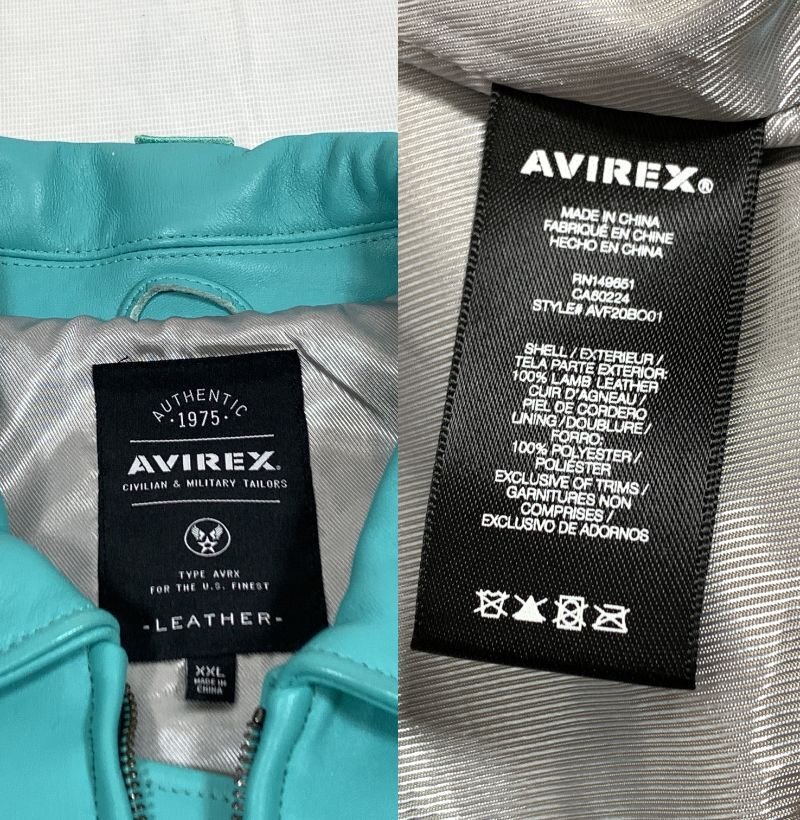 AUTHENTIC
·1975·
AVIREX.
CIVILIAN & MILITARY TAILORS
TYPE AVRX
FOR THE U.S. FINEST
-LEATHER-
XXL
MADE IN
CHINA
AVIREX®
MADE IN CHINA
FABRIQUÉ EN CHINE
HECHO EN CHINA
RN149651
CA60224
STYLE# AVF20BO01
SHELL / EXTERIEUR /
TELA PARTE EXTERIOR:
100% LAMB LEATHER
CUIR D'AGNEAU /
PIEL DE CORDERO
LINING / DOUBLURE /
FORRO:
100% POLYESTER /
POLIÉSTER
EXCLUSIVE OF TRIMS /
GARNITURES NON
COMPRISES /
EXCLUSIVO DE ADORNOS